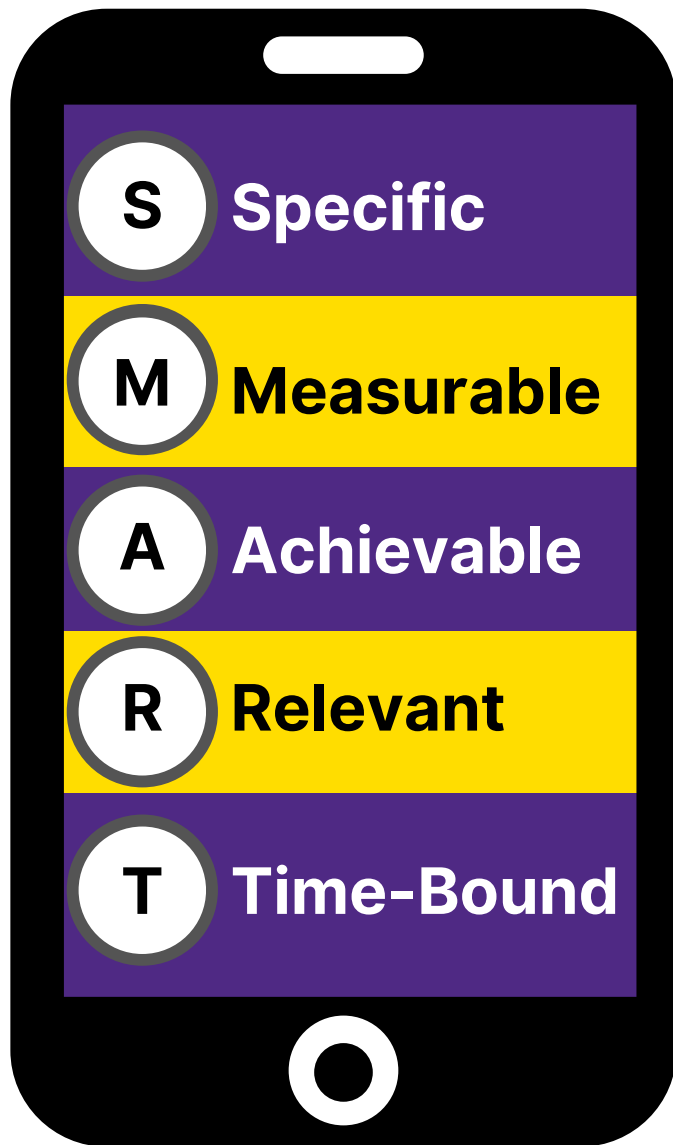 S Specific
M Measurable
A Achievable
R Relevant
T Time-Bound